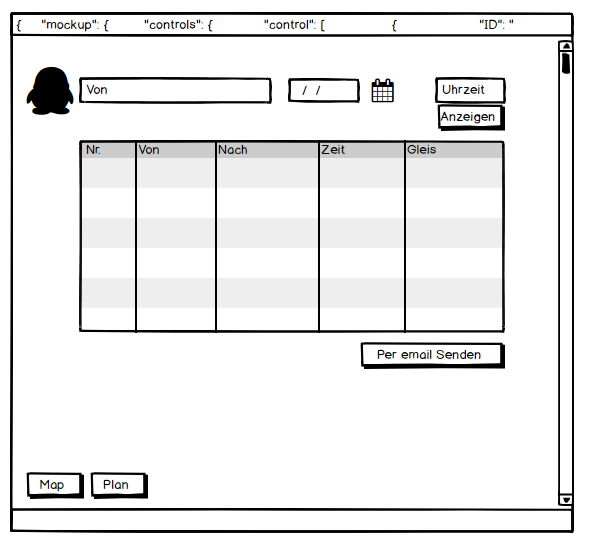 { "mockup": { "controls": { "control": [ { "ID": "
Von / / Uhrzeit
Anzeigen
Nr. Von Nach Zeit Gleis
Per email Senden
Map Plan